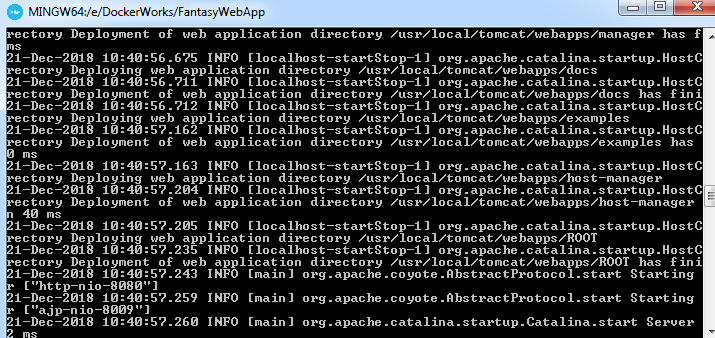 MINGW64:/e/DockerWorks/FantasyWebApp
rectory Deployment of web application directory /usr/local/tomcat/webapps/manager has f
ms
21-Dec-2018 10:40:56.675 INFO [localhost-startStop-1] org.apache.catalina.startup.HostC
rectory Deploying web application directory /usr/local/tomcat/webapps/docs
21-Dec-2018 10:40:56.711 INFO [localhost-startStop-1] org.apache.catalina.startup.HostC
rectory Deployment of web application directory /usr/local/tomcat/webapps/docs has fini
21-Dec-2018 10:40:56.712 INFO [localhost-startStop-1] org.apache.catalina.startup.HostC
rectory Deploying web application directory /usr/local/tomcat/webapps/examples
21-Dec-2018 10:40:57.162 INFO [localhost-startStop-1] org.apache.catalina.startup.HostC
rectory Deployment of web application directory /usr/local/tomcat/webapps/examples has
0 ms
21-Dec-2018 10:40:57.163 INFO [localhost-startStop-1] org.apache.catalina.startup.HostC
rectory Deploying web application directory /usr/local/tomcat/webapps/host-manager
21-Dec-2018 10:40:57.204 INFO [localhost-startStop-1] org.apache.catalina.startup.HostC
rectory Deployment of web application directory /usr/local/tomcat/webapps/host-manager
n 40 ms
21-Dec-2018 10:40:57.205 INFO [localhost-startStop-1] org.apache.catalina.startup.HostC
rectory Deploying web application directory /usr/local/tomcat/webapps/ROOT
21-Dec-2018 10:40:57.235 INFO [localhost-startStop-1] org.apache.catalina.startup.HostC
rectory Deployment of web application directory /usr/local/tomcat/webapps/ROOT has fini
21-Dec-2018 10:40:57.243 INFO [main] org.apache.coyote.AbstractProtocol.start Starting
r ["http-nio-8080"]
21-Dec-2018 10:40:57.259 INFO [main] org.apache.coyote.AbstractProtocol.start Starting
r ["ajp-nio-8009"]
21-Dec-2018 10:40:57.260 INFO [main] org.apache.catalina.startup.Catalina.start Server
2 ms